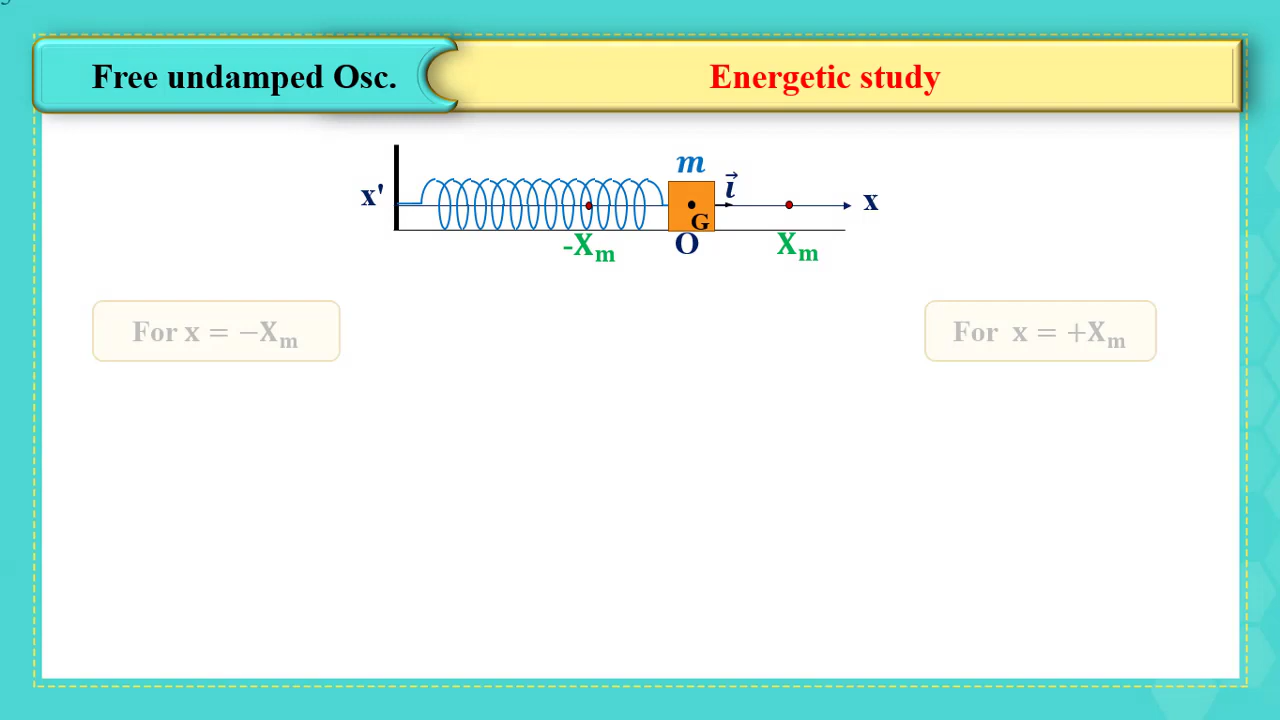 Free undamped Osc.
Energetic study
m
x'
i⃗
x
G
-Xₘ
O
Xₘ
For x = −Xₘ
For x = +Xₘ